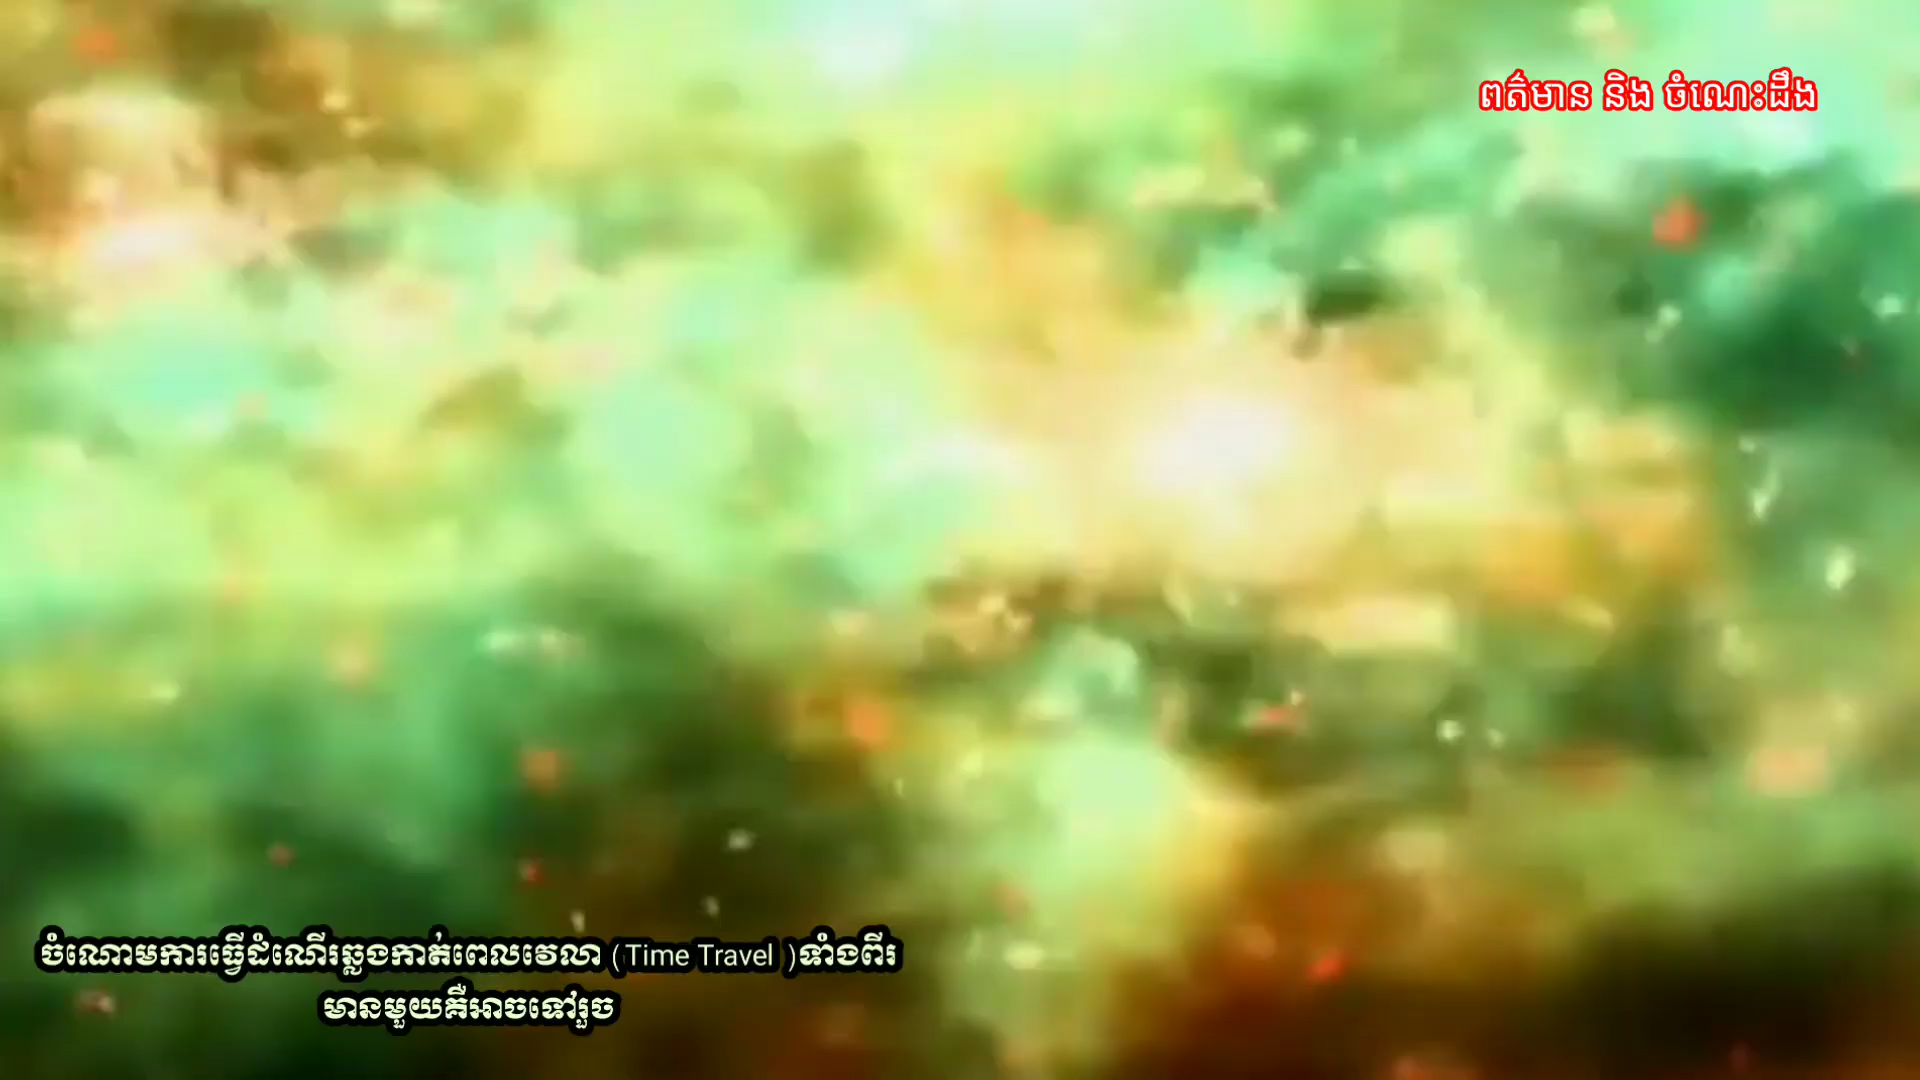 ពត៌មាន និង ចំណេះដឹង
ចំណោមការធ្វើដំណើរឆ្លងកាត់ពេលវេលា (Time Travel )ទាំងពីរ
មានមួយគឺអាចទៅរួច